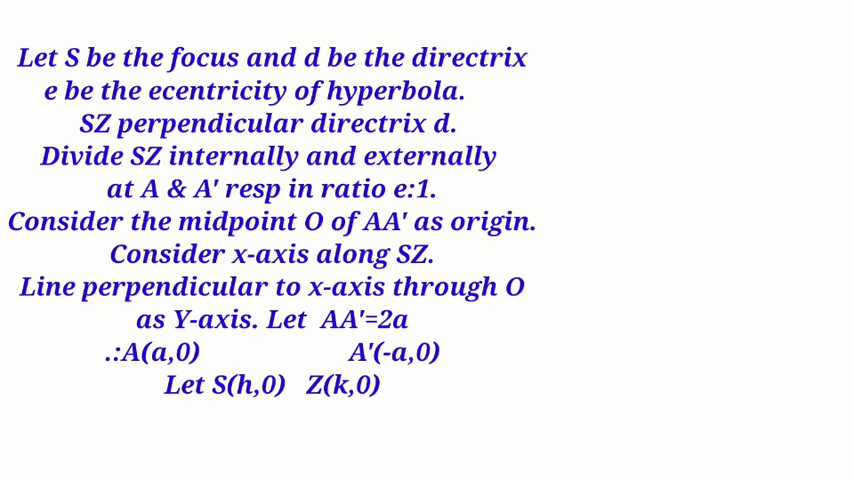 Let S be the focus and d be the directrix
e be the ecentricity of hyperbola.
SZ perpendicular directrix d.
Divide SZ internally and externally
at A & A' resp in ratio e:1.
Consider the midpoint O of AA' as origin.
Consider x-axis along SZ.
Line perpendicular to x-axis through O
as Y-axis. Let AA'=2a
.:A(a,0) A'(-a,0)
Let S(h,0) Z(k,0)